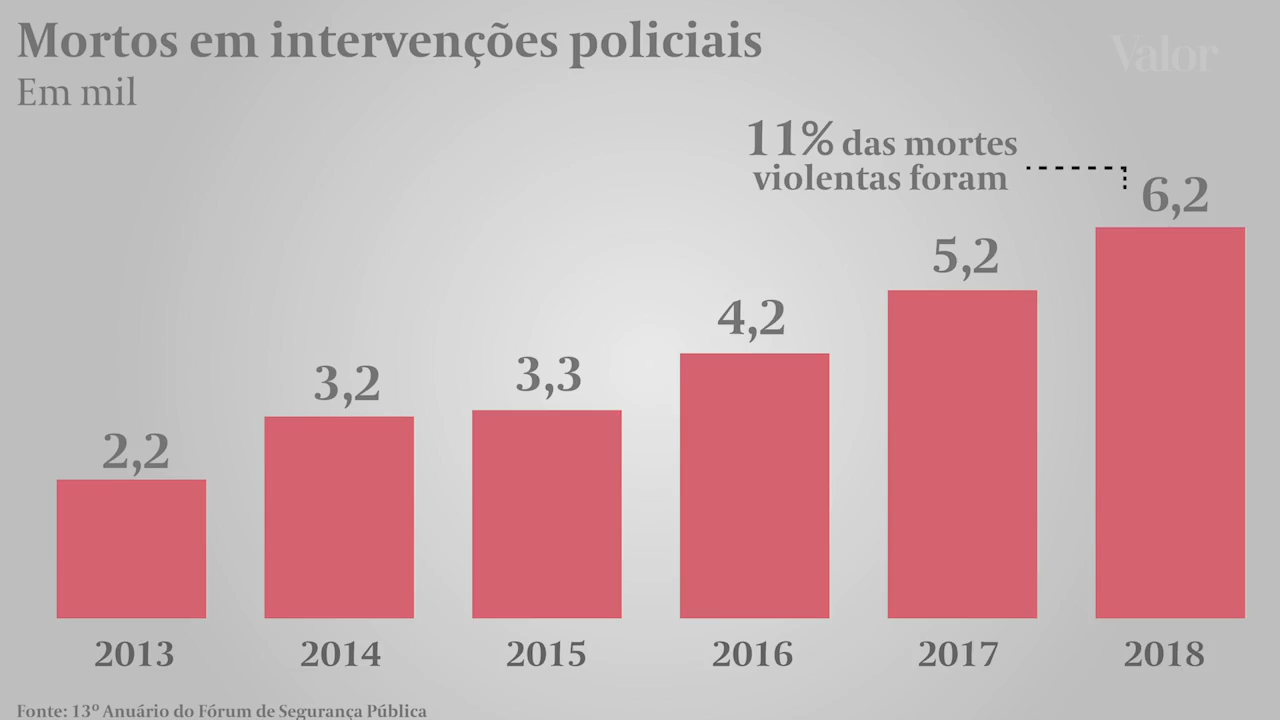 Mortos em intervenções policiais
Em mil
Valor
11% das mortes
violentas foram
6,2
5,2
4,2
3,3
3,2
2,2
2013 2014 2015 2016 2017 2018
Fonte: 13º Anuário do Fórum de Segurança Pública